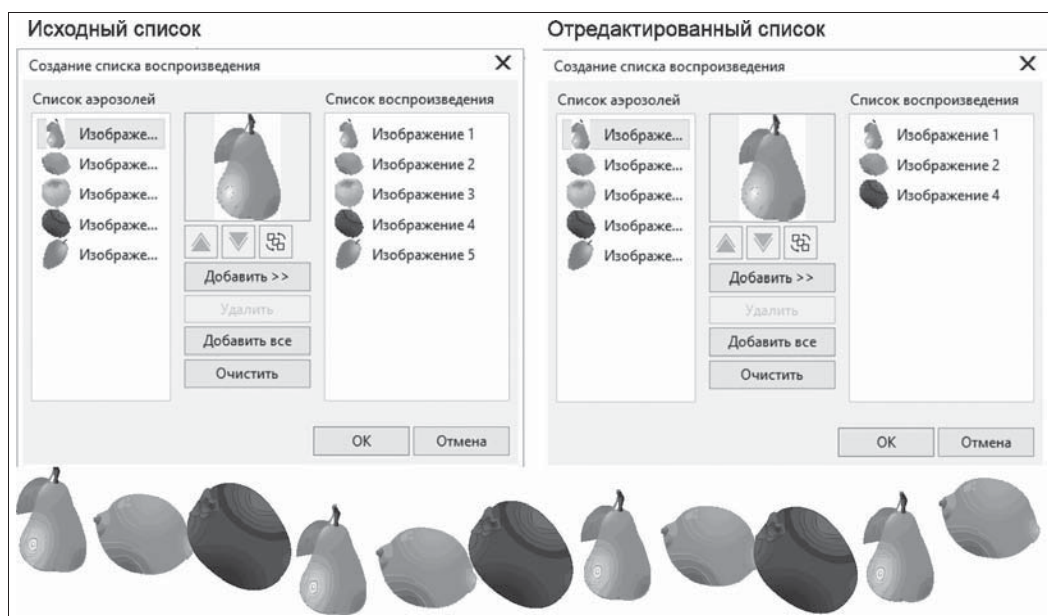 Исходный список
Создание списка воспроизведения
Список аэрозолей
Изображе...
Изображе...
Изображе...
Изображе...
Изображе...
Добавить >>
Удалить
Добавить все
Очистить
Список воспроизведения
Изображение 1
Изображение 2
Изображение 3
Изображение 4
Изображение 5
OK
Отмена
Отредактированный список
Создание списка воспроизведения
Список аэрозолей
Изображе...
Изображе...
Изображе...
Изображе...
Изображе...
Добавить >>
Удалить
Добавить все
Очистить
Список воспроизведения
Изображение 1
Изображение 2
Изображение 4
OK
Отмена